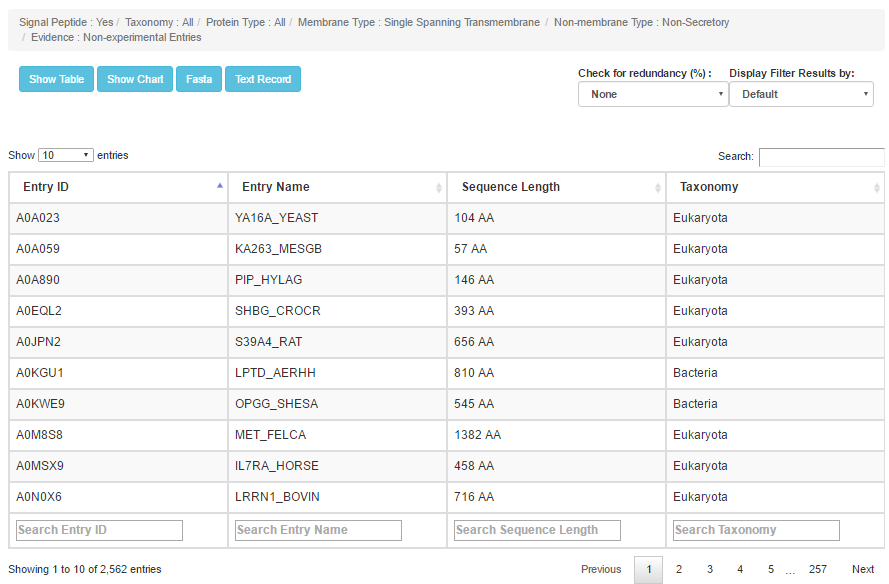 Signal Peptide : Yes / Taxonomy : All / Protein Type : All / Membrane Type : Single Spanning Transmembrane / Non-membrane Type : Non-Secretory
/ Evidence : Non-experimental Entries
Show Table Show Chart Fasta Text Record
Check for redundancy (%) : Display Filter Results by:
None Default
Show 10 entries Search:
Entry ID Entry Name Sequence Length Taxonomy
A0A023 YA16A_YEAST 104 AA Eukaryota
A0A059 KA263_MESGB 57 AA Eukaryota
A0A890 PIP_HYLAG 146 AA Eukaryota
A0EQL2 SHBG_CROCR 393 AA Eukaryota
A0JPN2 S39A4_RAT 656 AA Eukaryota
A0KGU1 LPTD_AERHH 810 AA Bacteria
A0KWE9 OPGG_SHESA 545 AA Bacteria
A0M8S8 MET_FELCA 1382 AA Eukaryota
A0MSX9 IL7RA_HORSE 458 AA Eukaryota
A0N0X6 LRRN1_BOVIN 716 AA Eukaryota
Search Entry ID Search Entry Name Search Sequence Length Search Taxonomy
Showing 1 to 10 of 2,562 entries Previous 1 2 3 4 5 ... 257 Next